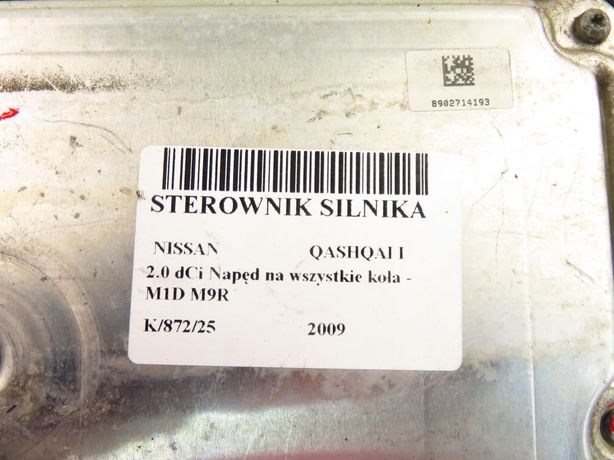 8902714193
STEROWNIK SILNIKA
NISSAN QASHQAI I
2.0 dCi Napęd na wszystkie koła -
M1D M9R
K/872/25 2009